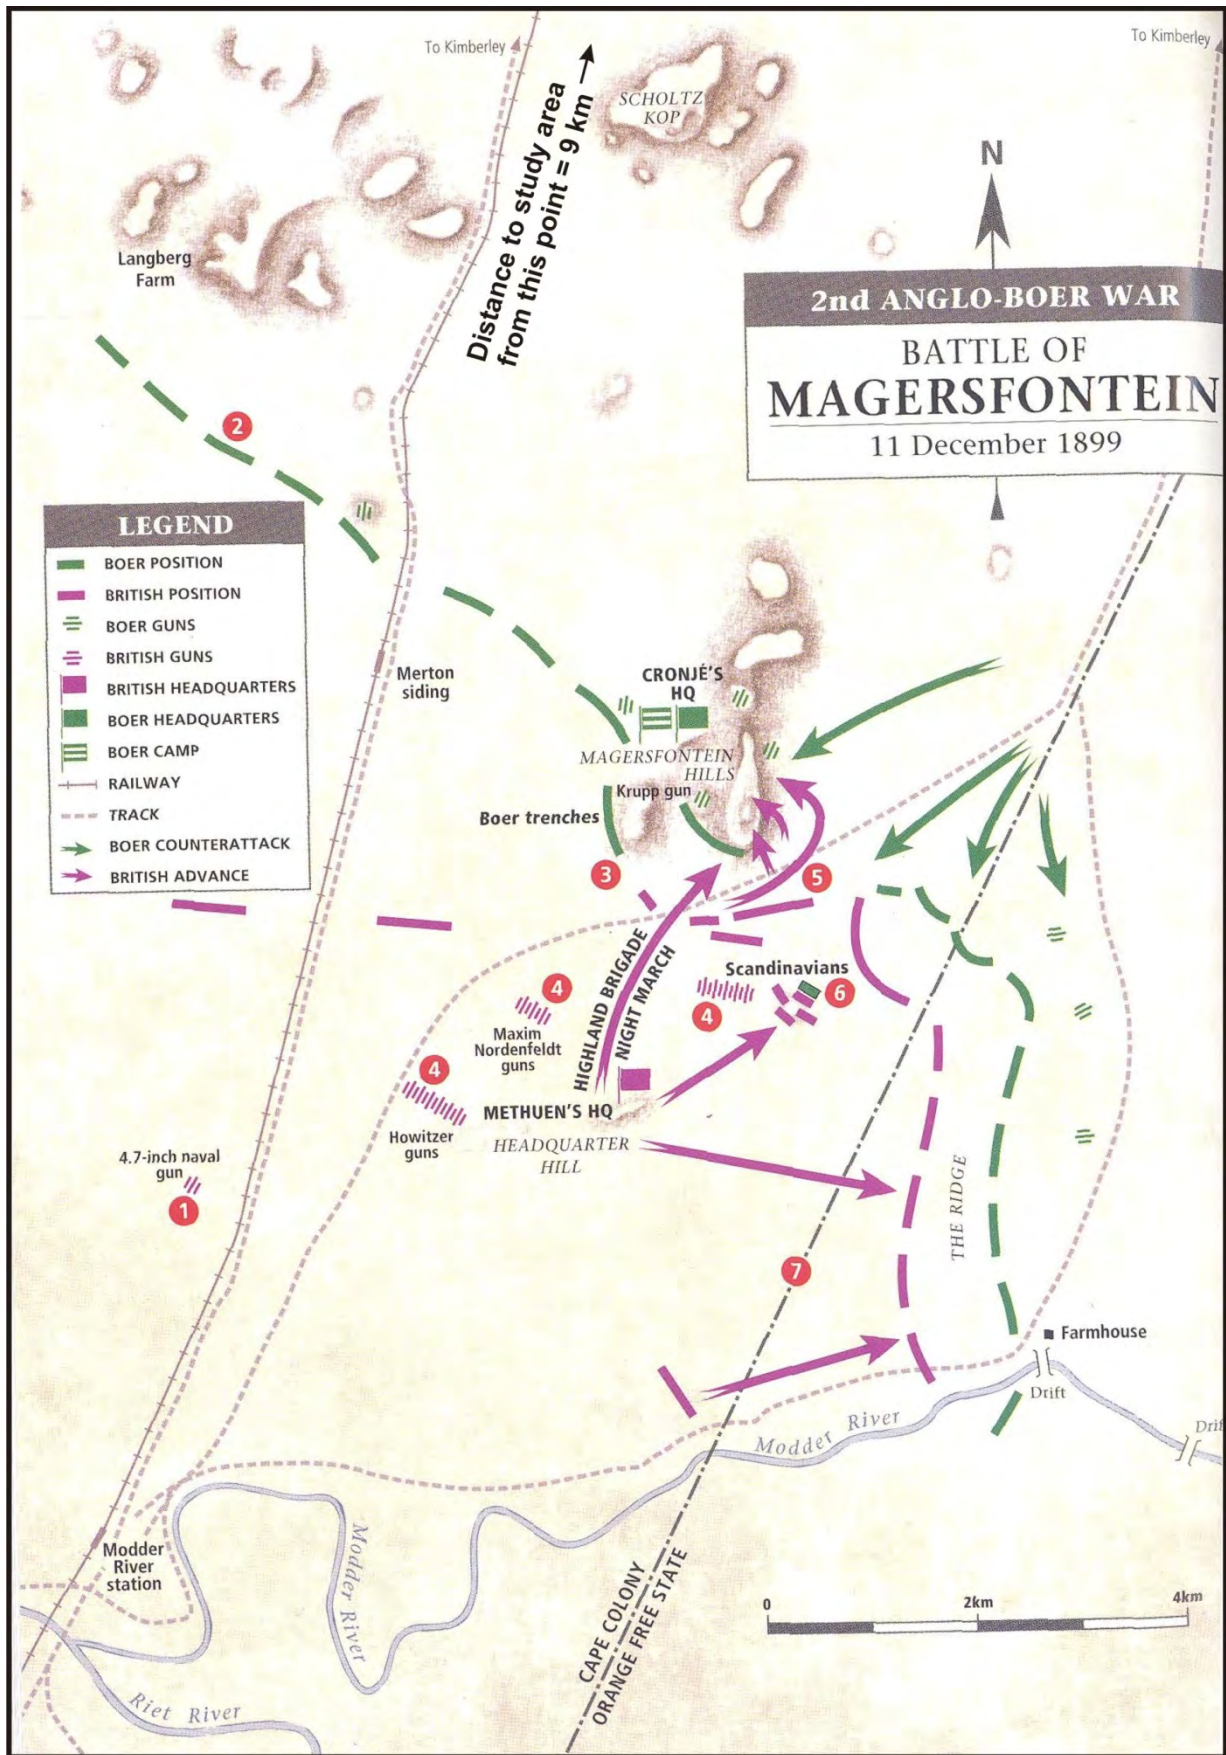 To Kimberley
To Kimberley
Distance to study area
from this point = 9 km
SCHOLTZ
KOP
N
Langberg
Farm
2nd ANGLO-BOER WAR
BATTLE OF
MAGERSFONTEIN
11 December 1899
2
LEGEND
BOER POSITION
BRITISH POSITION
BOER GUNS
BRITISH GUNS
BRITISH HEADQUARTERS
BOER HEADQUARTERS
BOER CAMP
RAILWAY
TRACK
BOER COUNTERATTACK
BRITISH ADVANCE
Merton
siding
CRONJÉ'S
HQ
MAGERSFONTEIN
HILLS
Krupp gun
Boer trenches
3
5
HIGHLAND BRIGADE
NIGHT MARCH
Scandinavians
6
4
4
Maxim
Nordenfeldt
guns
4
Howitzer
guns
METHUEN'S HQ
HEADQUARTER
HILL
4.7-inch naval
gun
1
THE RIDGE
7
Farmhouse
Drift
Modder River
Modder River
Modder
River
station
Riet River
CAPE COLONY
ORANGE FREE STATE
0
2km
4km